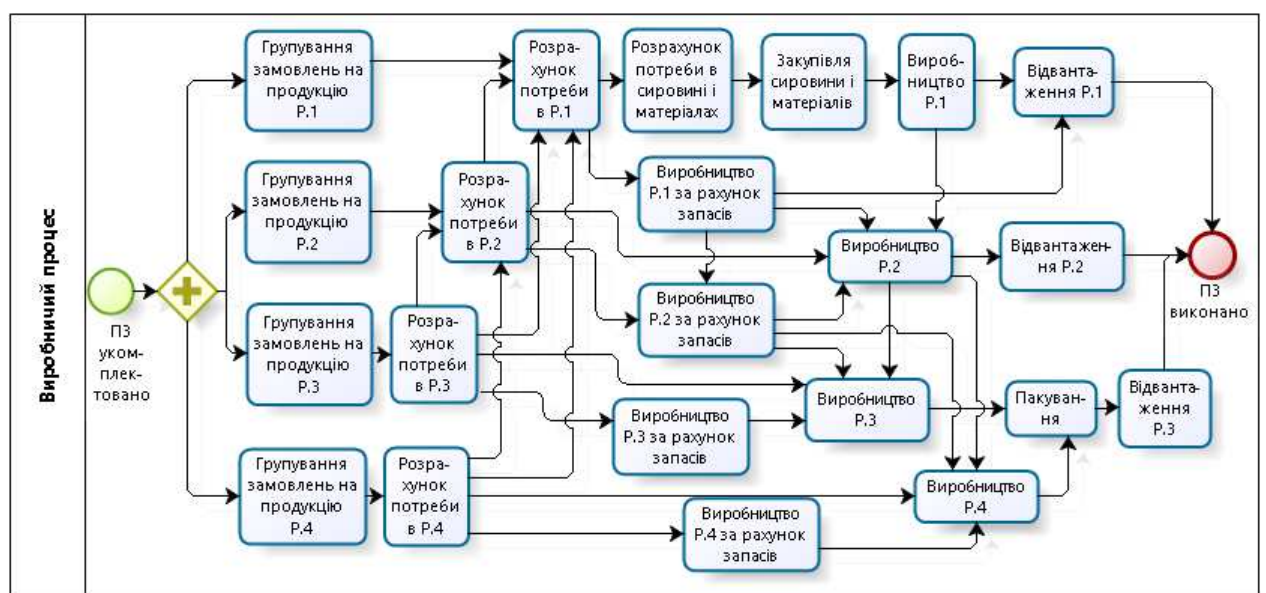 Виробничий процес
ПЗ
уком-
плек-
товано
Групування
замовлень на
продукцію
Р.1
Групування
замовлень на
продукцію
Р.2
Групування
замовлень на
продукцію
Р.3
Групування
замовлень на
продукцію
Р.4
Розра-
хунок
потреби
в Р.1
Розра-
хунок
потреби
в Р.2
Розра-
хунок
потреби
в Р.3
Розра-
хунок
потреби
в Р.4
Розрахунок
потреби в
сировині і
матеріалах
Закупівля
сировини і
матеріалів
Вироб-
ництво
Р.1
Відванта-
ження Р.1
Виробництво
Р.1 за рахунок
запасів
Виробництво
Р.2
Відвантажен-
ня Р.2
Виробництво
Р.2 за рахунок
запасів
Виробництво
Р.3
Виробництво
Р.3 за рахунок
запасів
Пакуван-
ня
Відванта-
ження
Р.3
Виробництво
Р.4
Виробництво
Р.4 за рахунок
запасів
ПЗ
виконано